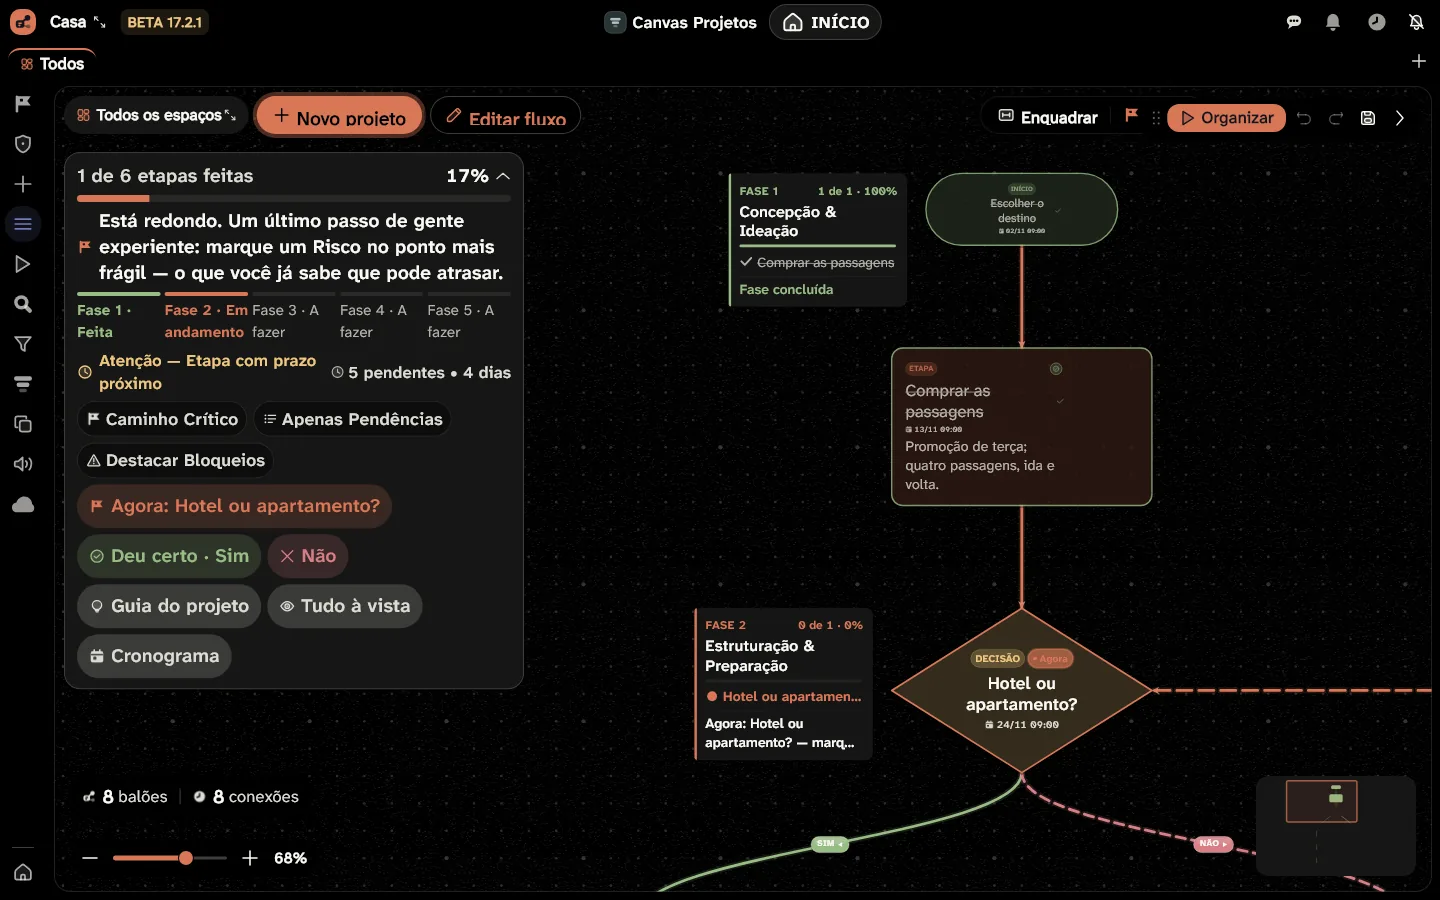 Casa
BETA 17.2.1
Canvas Projetos
INÍCIO
Todos
Todos os espaços
Novo projeto
Editar fluxo
Enquadrar
Organizar
1 de 6 etapas feitas
17%
Está redondo. Um último passo de gente
experiente: marque um Risco no ponto mais
frágil — o que você já sabe que pode atrasar.
Fase 1 ·
Feita
Fase 2 · Em
andamento
Fase 3 · A
fazer
Fase 4 · A
fazer
Fase 5 · A
fazer
Atenção — Etapa com prazo
próximo
5 pendentes • 4 dias
Caminho Crítico
Apenas Pendências
Destacar Bloqueios
Agora: Hotel ou apartamento?
Deu certo · Sim
Não
Guia do projeto
Tudo à vista
Cronograma
FASE 1
1 de 1 · 100%
Concepção &
Ideação
Comprar as passagens
Fase concluída
INÍCIO
Escolher o
destino
02/11 09:00
ETAPA
Comprar as
passagens
13/11 09:00
Promoção de terça;
quatro passagens, ida e
volta.
FASE 2
0 de 1 · 0%
Estruturação &
Preparação
Hotel ou apartamen...
Agora: Hotel ou
apartamento? — marq...
DECISÃO
• Agora
Hotel ou
apartamento?
24/11 09:00
SIM
NÃO
8 balões
8 conexões
68%